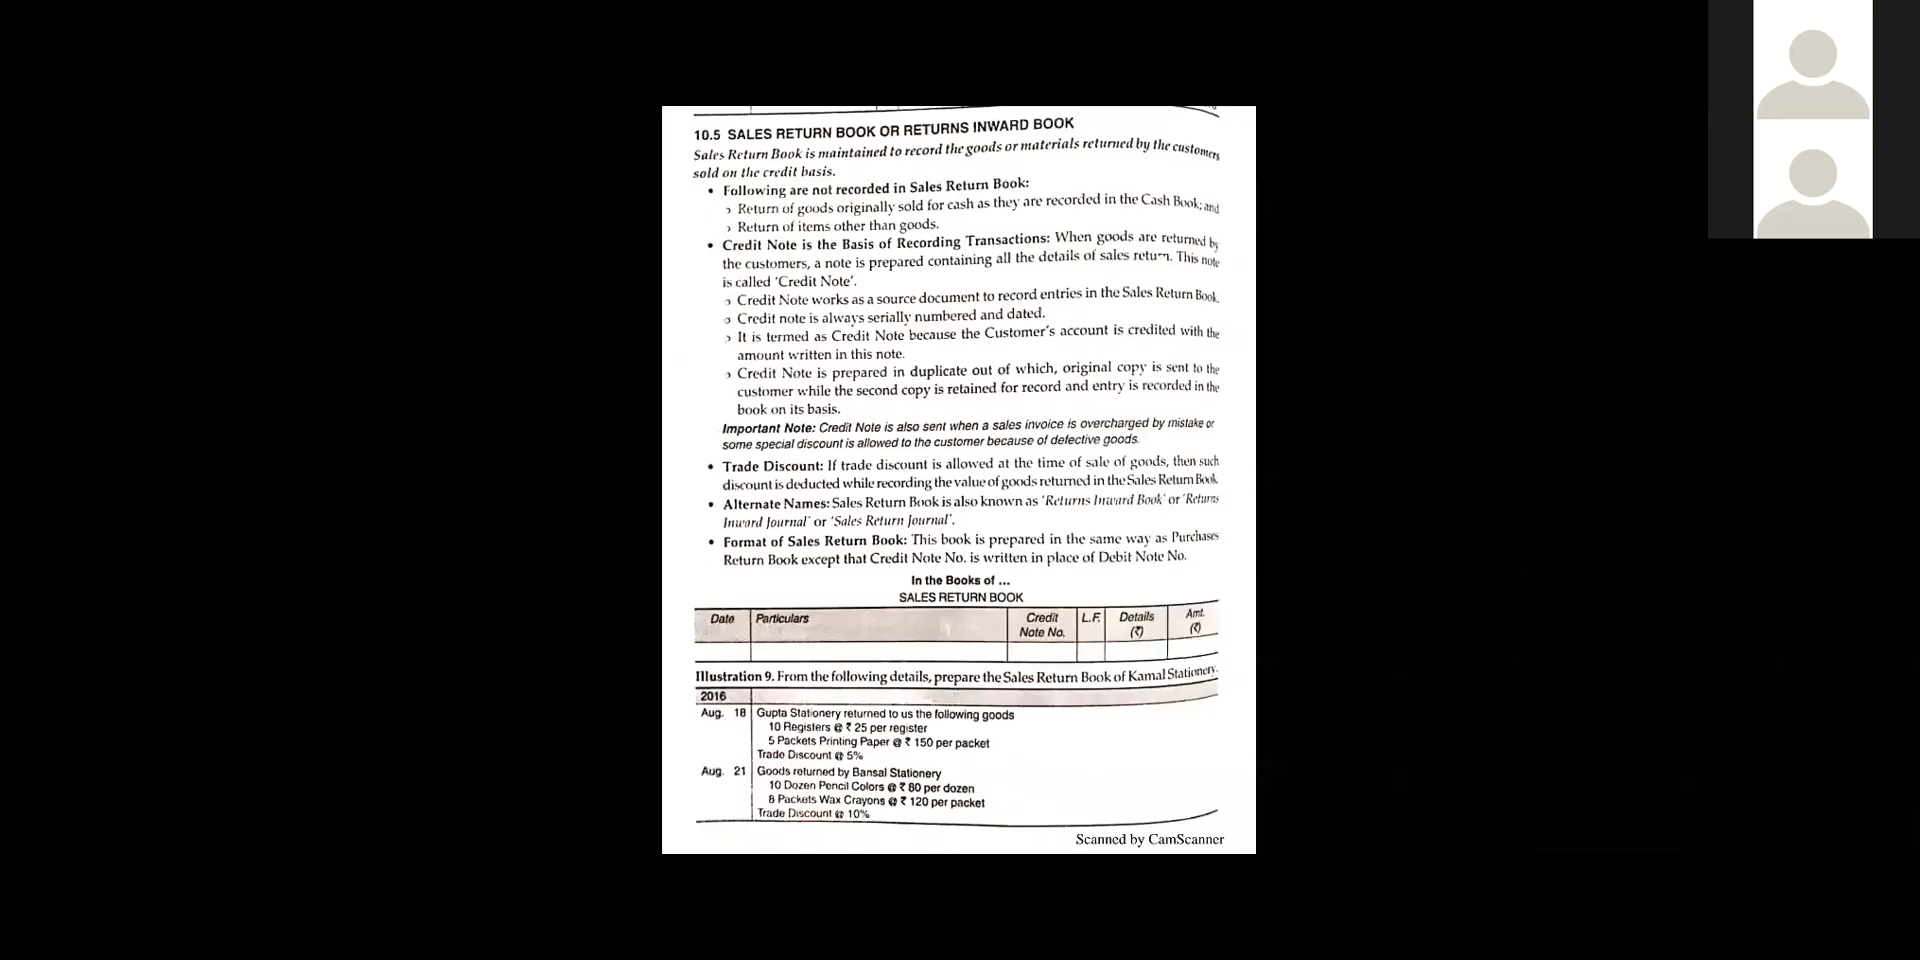 10.5 SALES RETURN BOOK OR RETURNS INWARD BOOK
Sales Return Book is maintained to record the goods or materials returned by the customers
sold on the credit basis.
• Following are not recorded in Sales Return Book:
› Return of goods originally sold for cash as they are recorded in the Cash Book; and
› Return of items other than goods.
• Credit Note is the Basis of Recording Transactions: When goods are returned by
the customers, a note is prepared containing all the details of sales return. This note
is called 'Credit Note'.
› Credit Note works as a source document to record entries in the Sales Return Book.
› Credit note is always serially numbered and dated.
› It is termed as Credit Note because the Customer's account is credited with the
amount written in this note.
› Credit Note is prepared in duplicate out of which, original copy is sent to the
customer while the second copy is retained for record and entry is recorded in the
book on its basis.
Important Note: Credit Note is also sent when a sales invoice is overcharged by mistake or
some special discount is allowed to the customer because of defective goods.
• Trade Discount: If trade discount is allowed at the time of sale of goods, then such
discount is deducted while recording the value of goods returned in the Sales Return Book.
• Alternate Names: Sales Return Book is also known as 'Returns Inward Book' or 'Returns
Inward Journal' or 'Sales Return Journal'.
• Format of Sales Return Book: This book is prepared in the same way as Purchases
Return Book except that Credit Note No. is written in place of Debit Note No.
In the Books of ...
SALES RETURN BOOK
Date Particulars Credit Note No. L.F. Details (₹) Amt. (₹)
Illustration 9. From the following details, prepare the Sales Return Book of Kamal Stationery.
2016
Aug. 18 Gupta Stationery returned to us the following goods
10 Registers @ ₹ 25 per register
5 Packets Printing Paper @ ₹ 150 per packet
Trade Discount @ 5%
Aug. 21 Goods returned by Bansal Stationery
10 Dozen Pencil Colors @ ₹ 80 per dozen
8 Packets Wax Crayons @ ₹ 120 per packet
Trade Discount @ 10%
Scanned by CamScanner